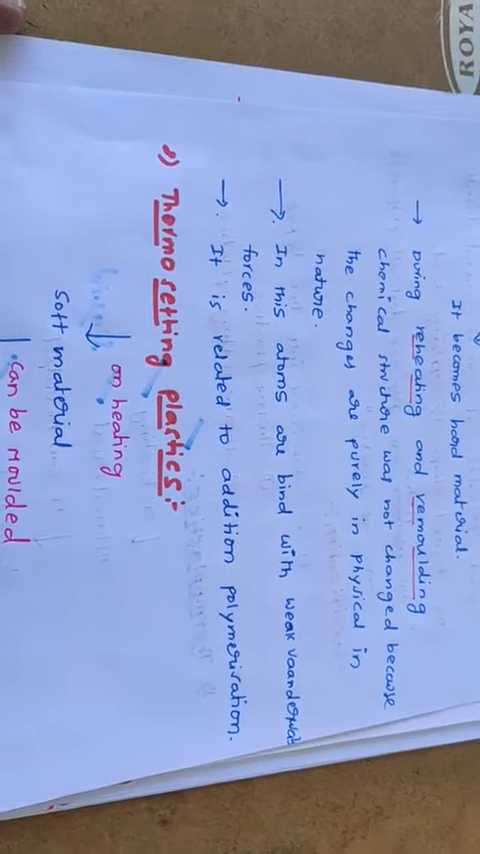 ROYA
It becomes hard material.
→ During reheating and remoulding
chemical structure was not changed because
the changes are purely in physical in
nature.
→. In this atoms are bind with weak vaanderwals
forces.
→. It is related to addition polymerisation.
2) Thermo setting plastics:-
↓ on heating
Soft material
Can be moulded